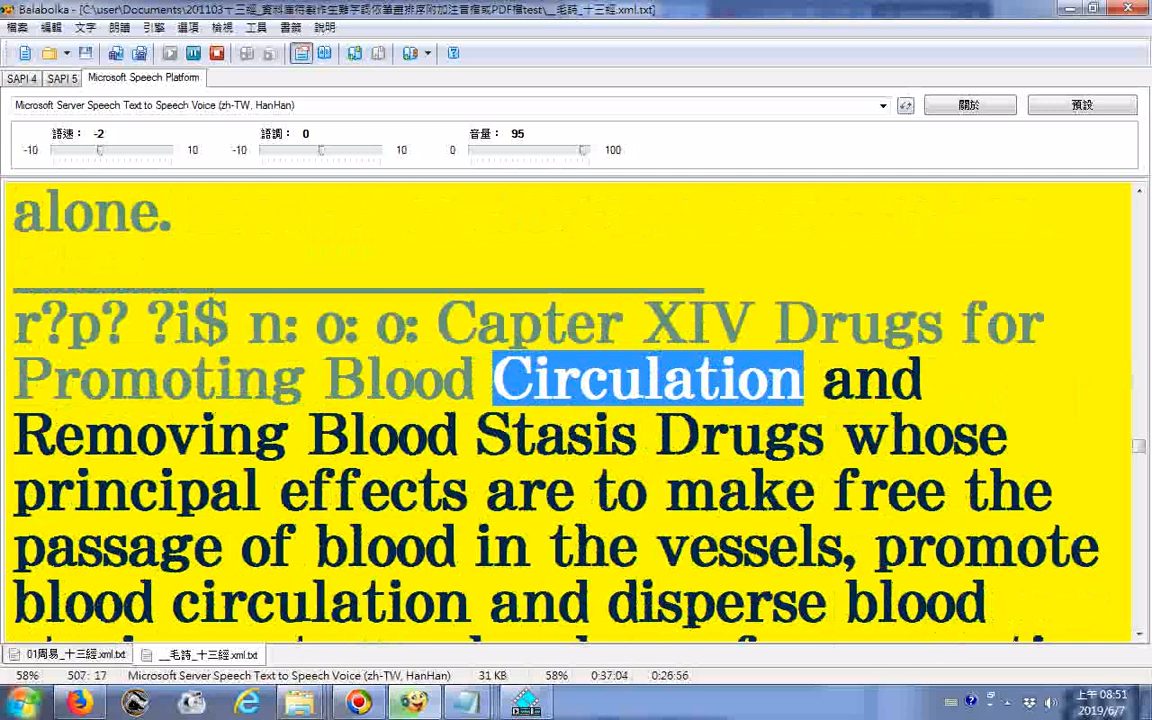 Balabolka - [C:\user\Documents\201103十三經_資料庫得製作生難字詞依筆畫排序附加注音檔或PDF檔test\__毛詩_十三經.xml.txt]
檔案 編輯 文字 朗讀 引擎 選項 檢視 工具 書籤 說明
SAPI 4 SAPI 5 Microsoft Speech Platform
Microsoft Server Speech Text to Speech Voice (zh-TW, HanHan) 關於 預設
語速： -2 語調： 0 音量： 95
-10 10 -10 10 0 100
alone.
r?p? ?i$ n: o: o: Capter XIV Drugs for
Promoting Blood Circulation and
Removing Blood Stasis Drugs whose
principal effects are to make free the
passage of blood in the vessels, promote
blood circulation and disperse blood
01周易_十三經.xml.txt __毛詩_十三經.xml.txt
58% 507: 17 Microsoft Server Speech Text to Speech Voice (zh-TW, HanHan) 31 KB 58% 0:37:04 0:26:56
上午 08:51
2019/6/7